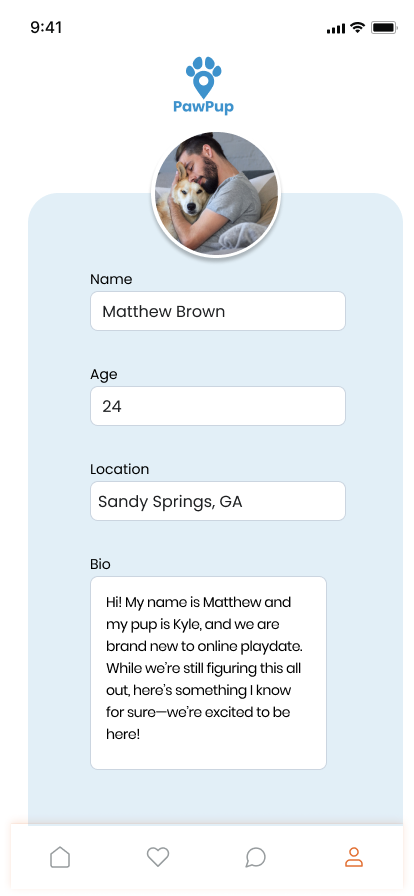 9:41
PawPup
Name
Matthew Brown
Age
24
Location
Sandy Springs, GA
Bio
Hi! My name is Matthew and
my pup is Kyle, and we are
brand new to online playdate.
While we’re still figuring this all
out, here’s something I know
for sure—we’re excited to be
here!